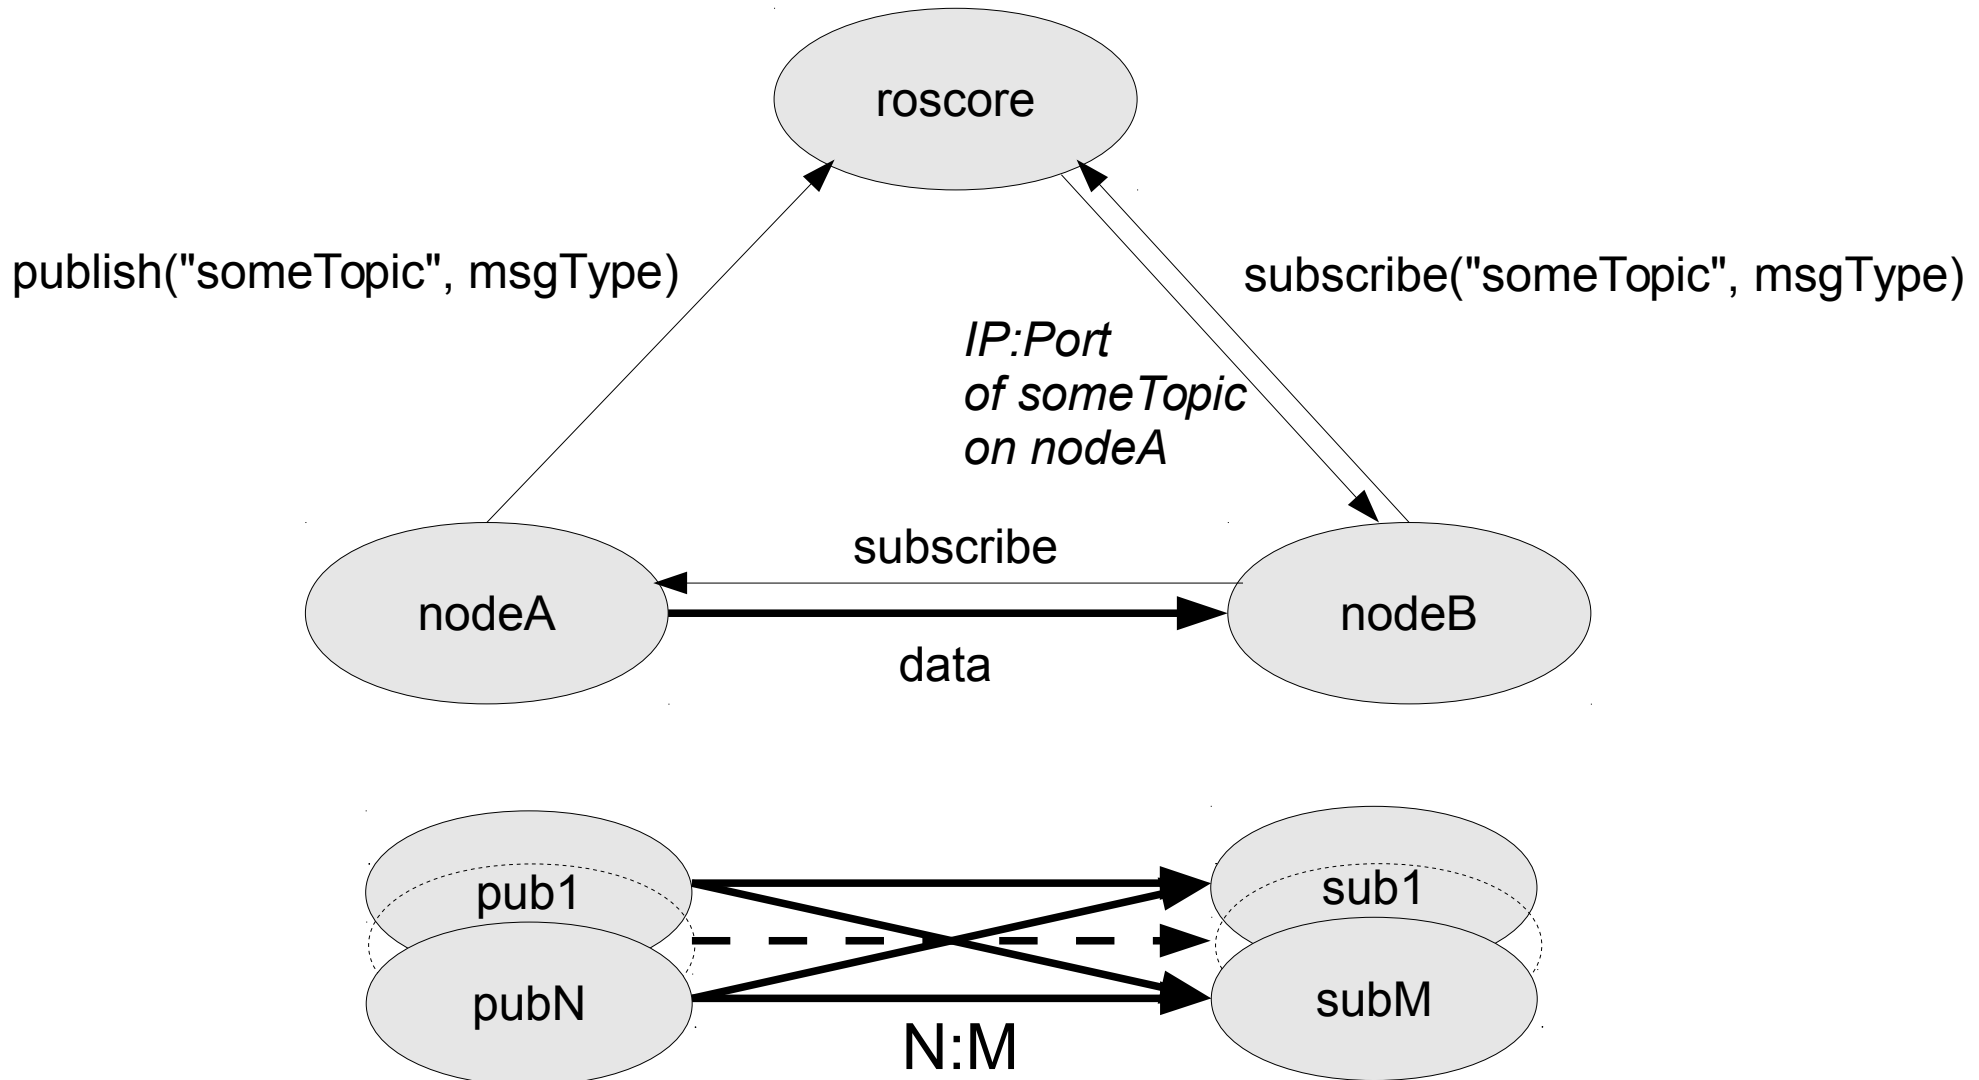 roscore
publish("someTopic", msgType)
subscribe("someTopic", msgType)
IP:Port
of someTopic
on nodeA
subscribe
nodeA
nodeB
data
pub1
sub1
pubN
subM
N:M